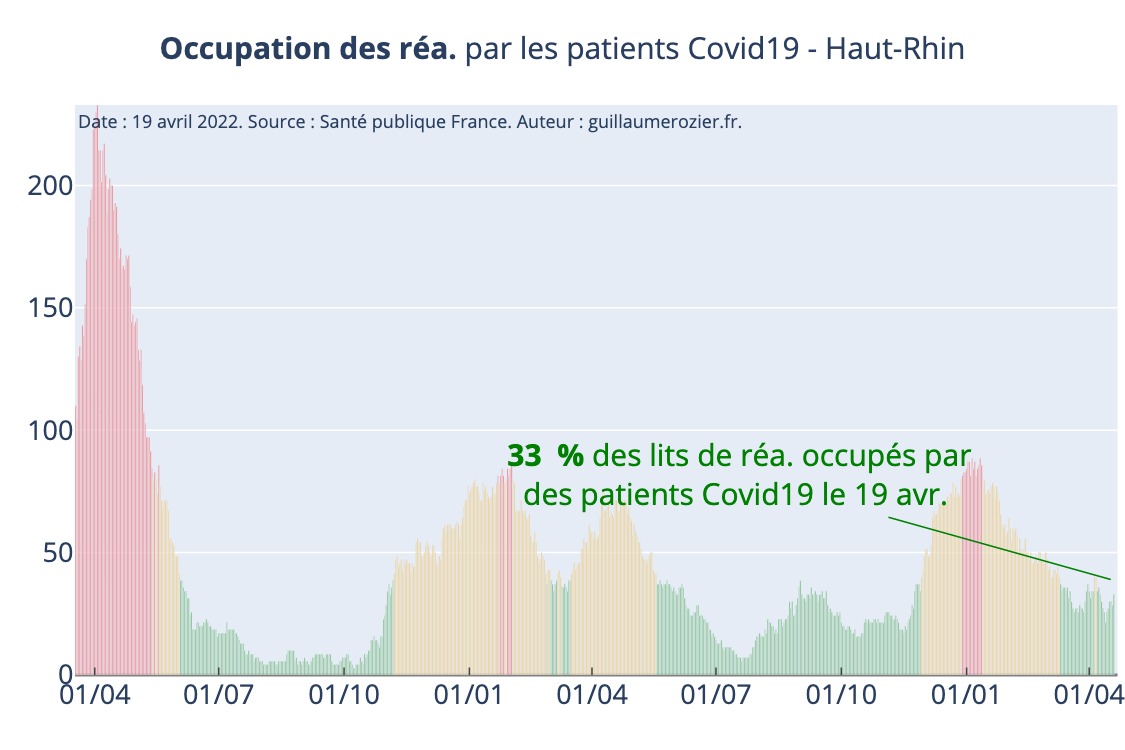 Occupation des réa. par les patients Covid19 - Haut-Rhin
Date : 19 avril 2022. Source : Santé publique France. Auteur : guillaumerozier.fr.
200
150
100
33  % des lits de réa. occupés par
des patients Covid19 le 19 avr.
50
0
01/04 01/07 01/10 01/01 01/04 01/07 01/10 01/01 01/04